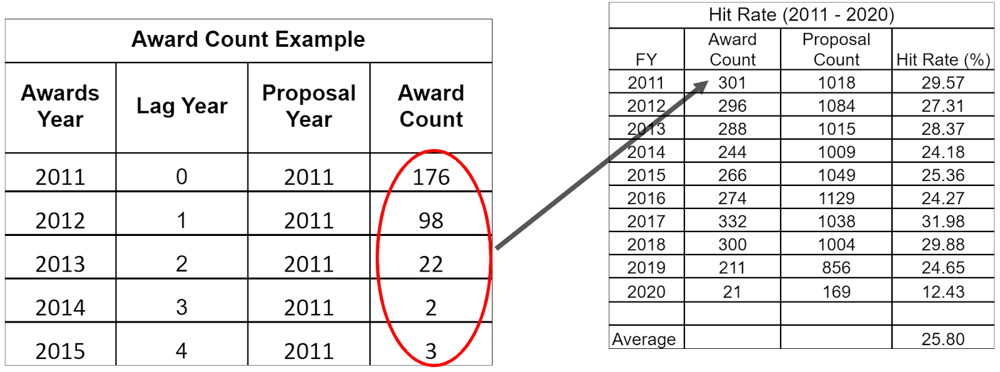 Award Count Example
Awards Year Lag Year Proposal Year Award Count
2011 0 2011 176
2012 1 2011 98
2013 2 2011 22
2014 3 2011 2
2015 4 2011 3
Hit Rate (2011 - 2020)
FY Award Count Proposal Count Hit Rate (%)
2011 301 1018 29.57
2012 296 1084 27.31
2013 288 1015 28.37
2014 244 1009 24.18
2015 266 1049 25.36
2016 274 1129 24.27
2017 332 1038 31.98
2018 300 1004 29.88
2019 211 856 24.65
2020 21 169 12.43
Average 25.80